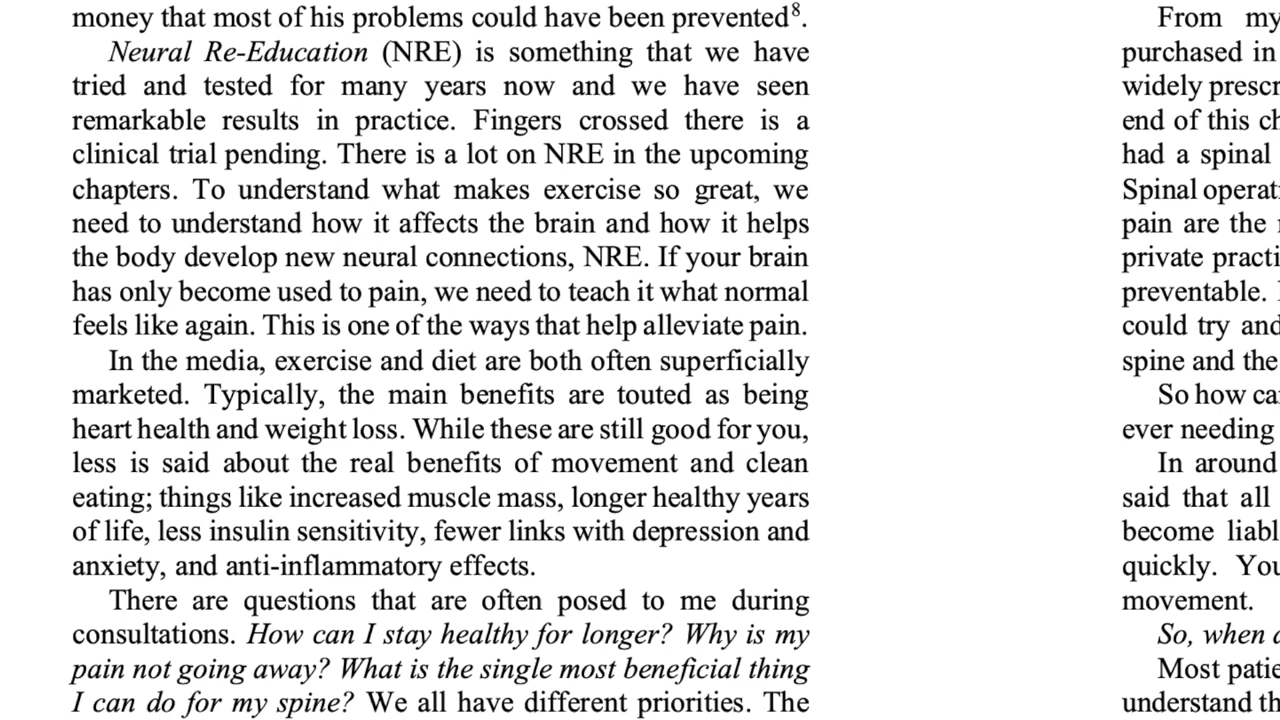 money that most of his problems could have been prevented⁸.
Neural Re-Education (NRE) is something that we have
tried and tested for many years now and we have seen
remarkable results in practice. Fingers crossed there is a
clinical trial pending. There is a lot on NRE in the upcoming
chapters. To understand what makes exercise so great, we
need to understand how it affects the brain and how it helps
the body develop new neural connections, NRE. If your brain
has only become used to pain, we need to teach it what normal
feels like again. This is one of the ways that help alleviate pain.
In the media, exercise and diet are both often superficially
marketed. Typically, the main benefits are touted as being
heart health and weight loss. While these are still good for you,
less is said about the real benefits of movement and clean
eating; things like increased muscle mass, longer healthy years
of life, less insulin sensitivity, fewer links with depression and
anxiety, and anti-inflammatory effects.
There are questions that are often posed to me during
consultations. How can I stay healthy for longer? Why is my
pain not going away? What is the single most beneficial thing
I can do for my spine? We all have different priorities. The
From my
purchased in
widely
end of this
had a spinal
Spinal
pain are the
private
preventable.
could try and
spine and the
So how
ever needing
In around
said that all
become
quickly. You
movement.
So, when
Most
understand